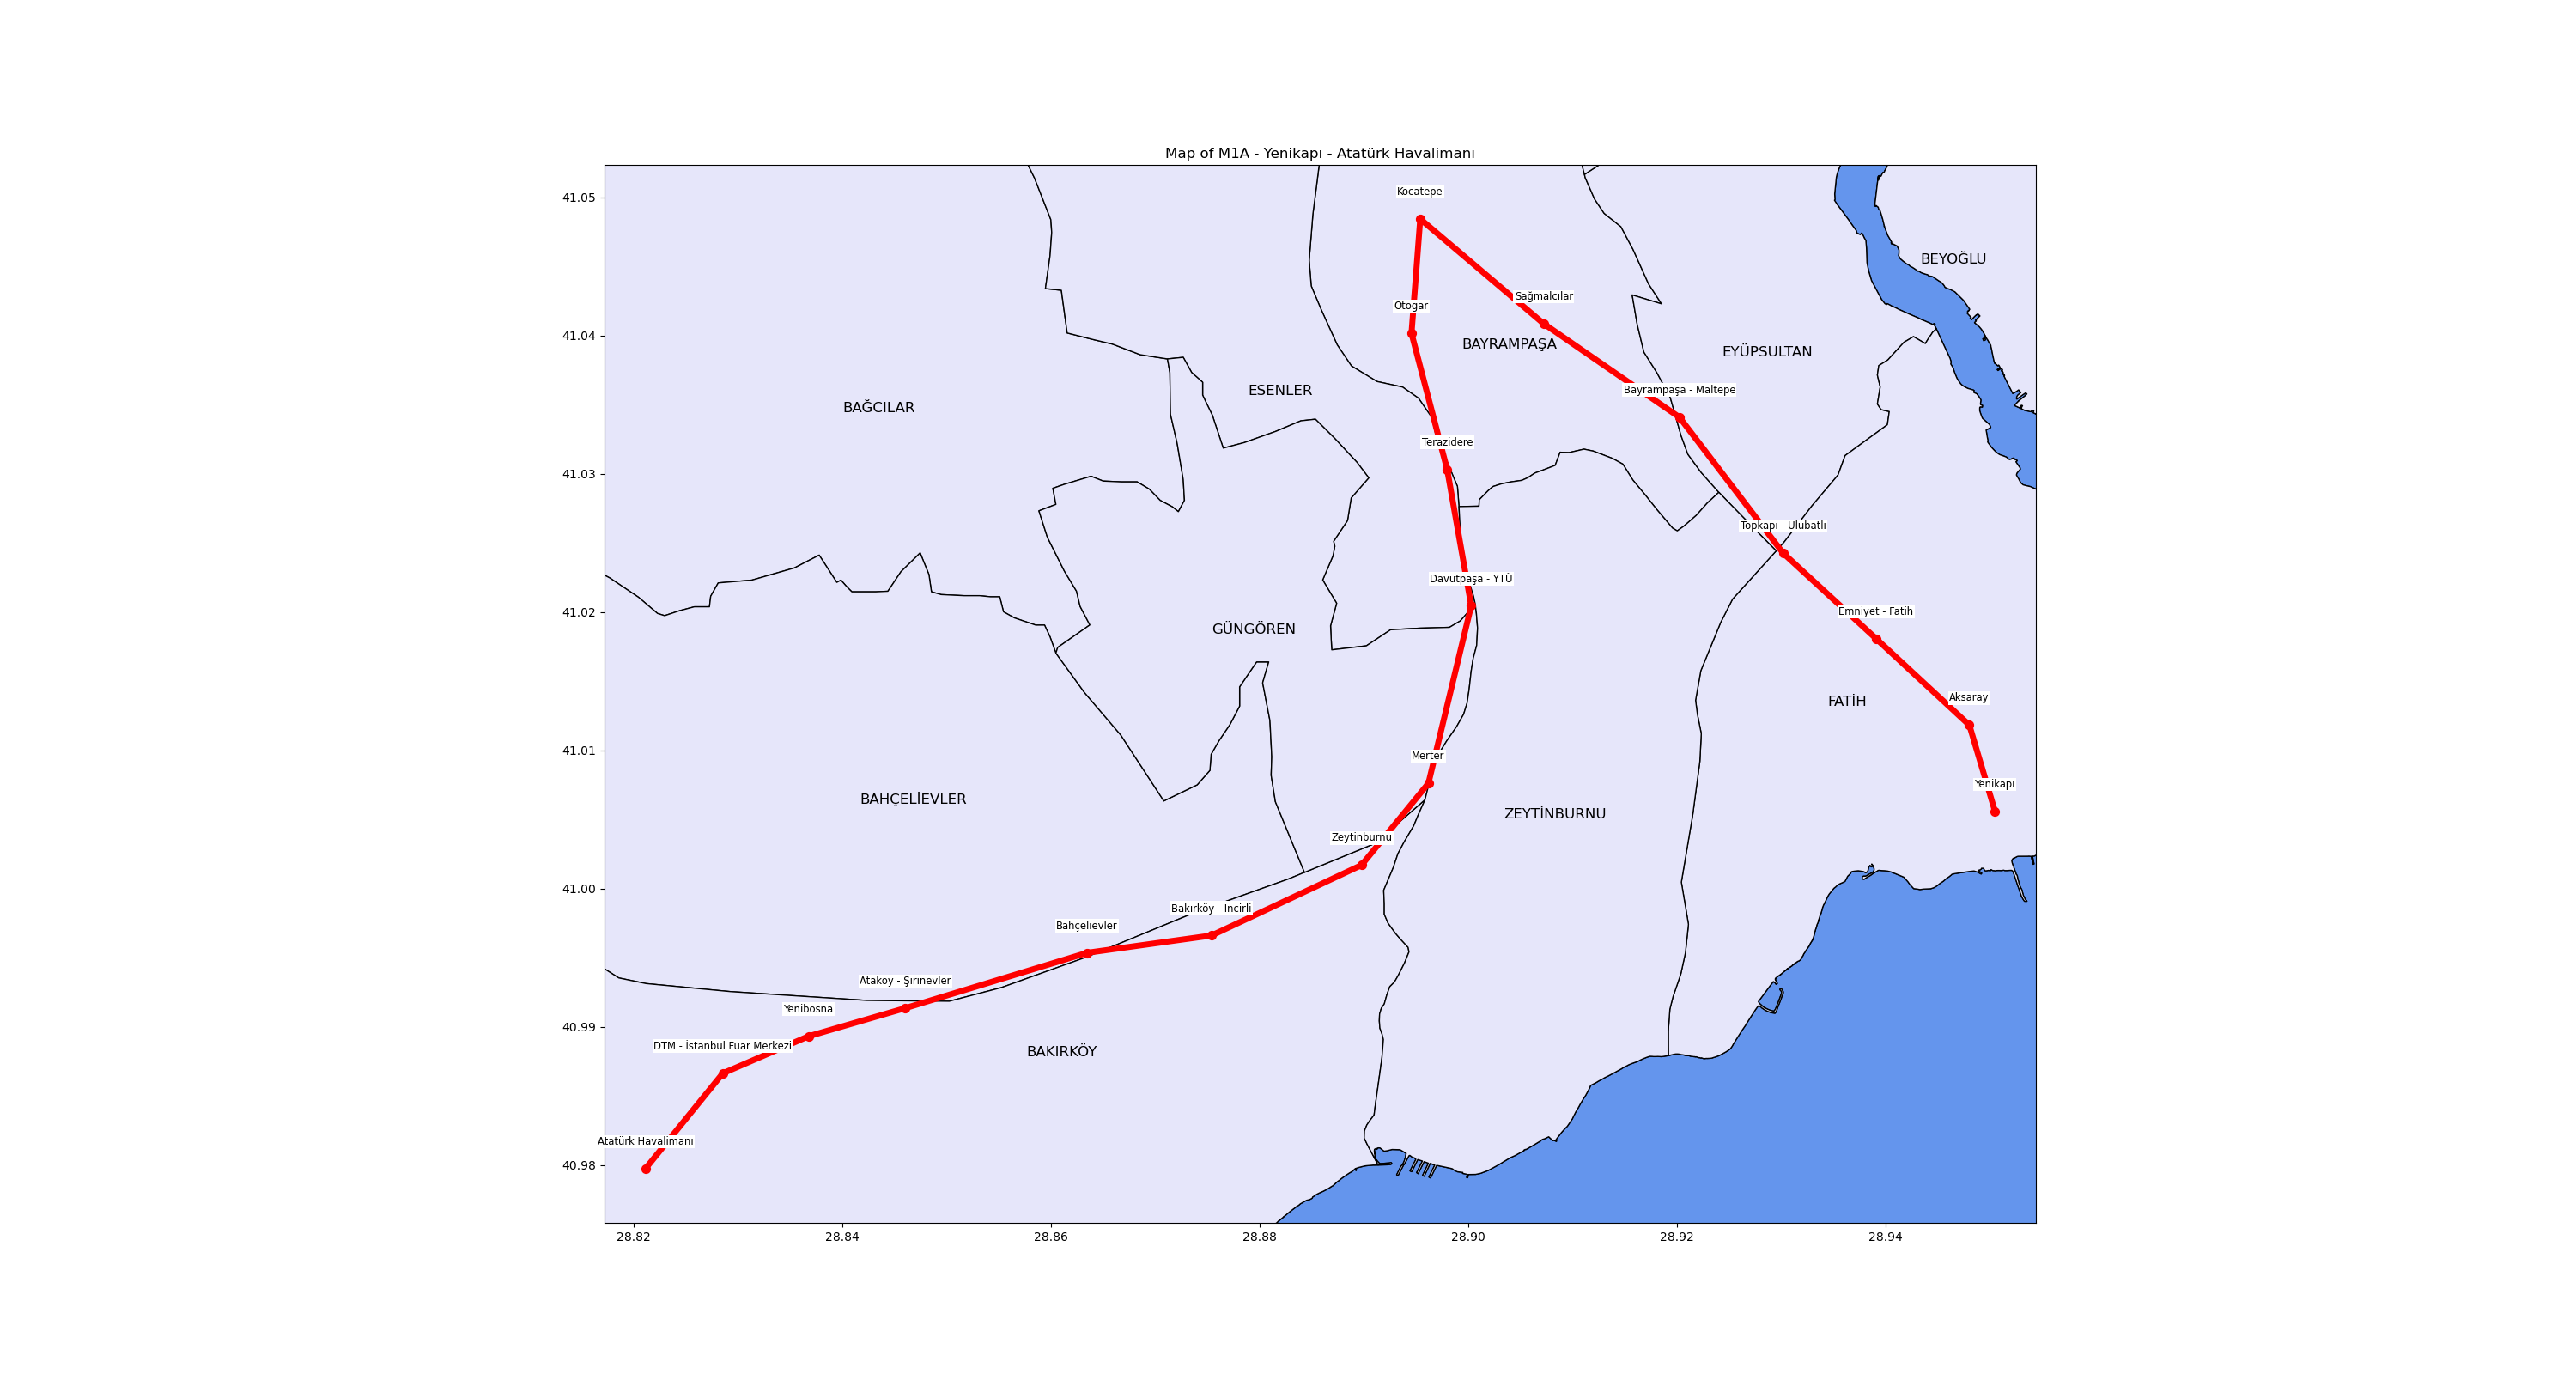 Map of M1A - Yenikapı - Atatürk Havalimanı
41.05
41.04
41.03
41.02
41.01
41.00
40.99
40.98
Kocatepe
BEYOĞLU
Sağmalcılar
Otogar
BAYRAMPAŞA
EYÜPSULTAN
ESENLER
Bayrampaşa - Maltepe
BAĞCILAR
Terazidere
Topkapı - Ulubatlı
Davutpaşa - YTÜ
Emniyet - Fatih
GÜNGÖREN
Aksaray
FATİH
Merter
Yenikapı
BAHÇELİEVLER
ZEYTİNBURNU
Zeytinburnu
Bakırköy - İncirli
Bahçelievler
Ataköy - Şirinevler
Yenibosna
DTM - İstanbul Fuar Merkezi
BAKIRKÖY
Atatürk Havalimanı
28.82 28.84 28.86 28.88 28.90 28.92 28.94